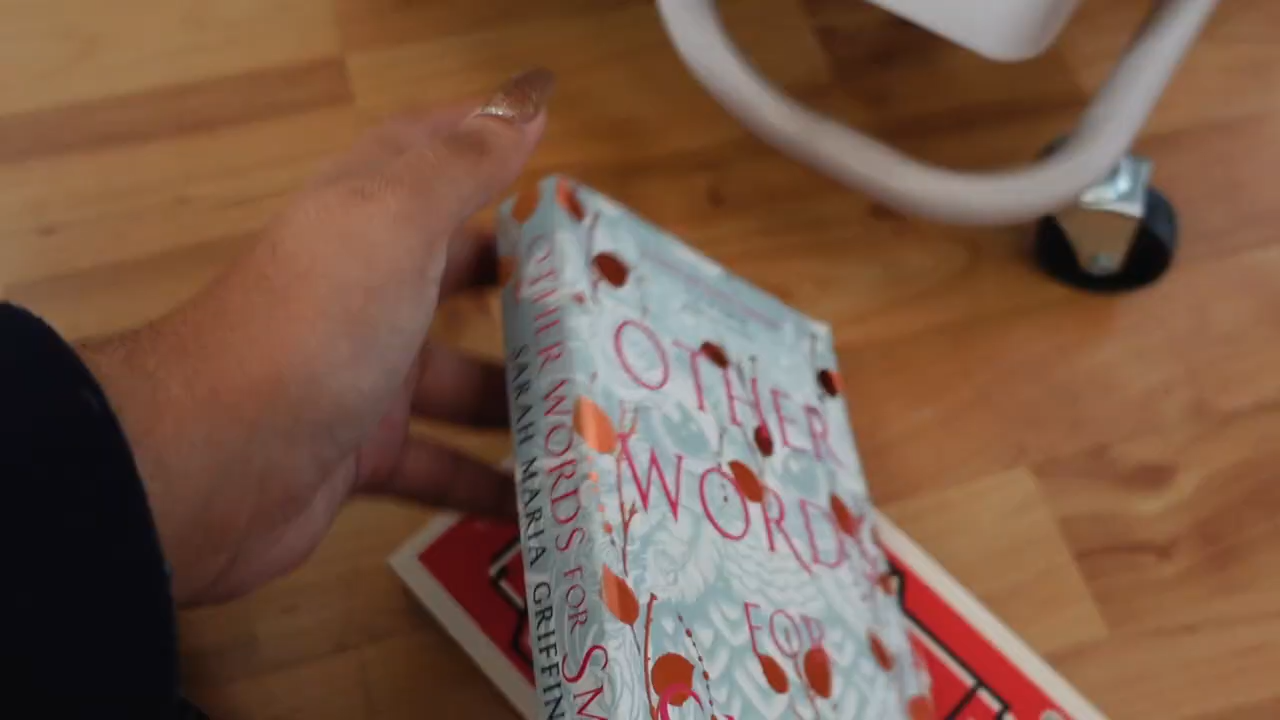 OTHER WORDS FOR SM
SARAH MARIA GRIFFIN
OTHER
WORDS
FOR